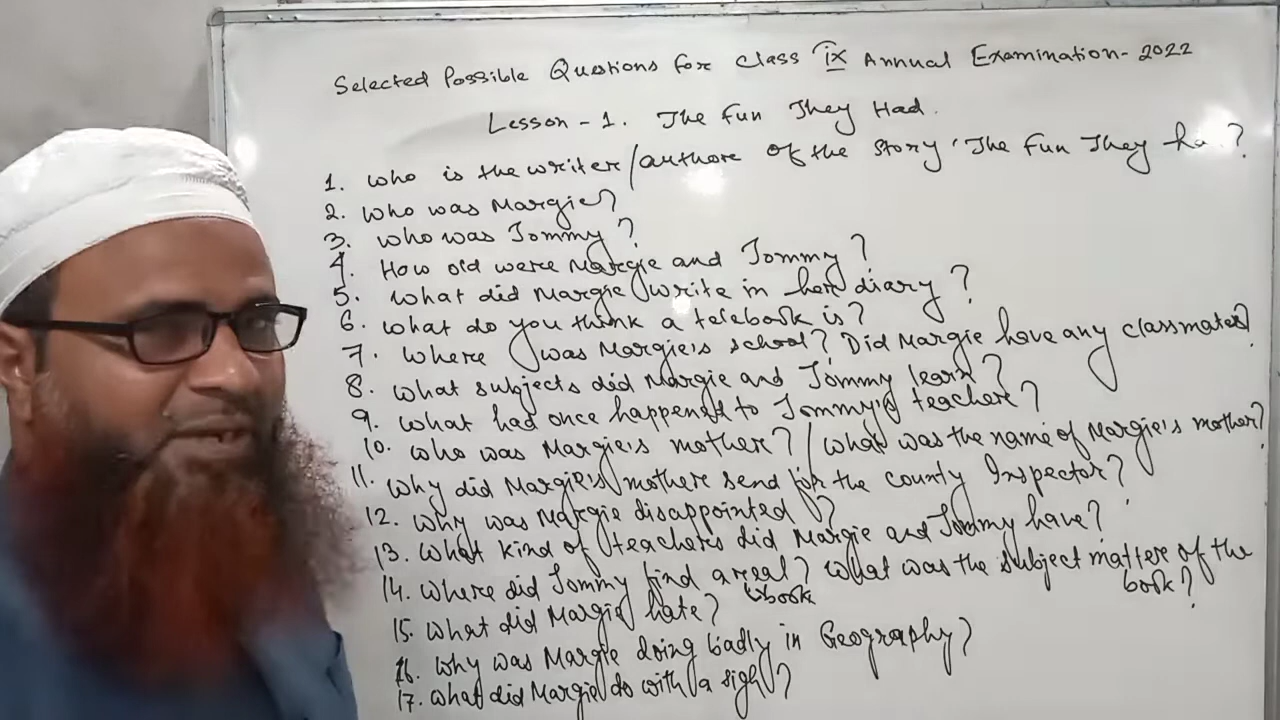 Selected Possible Questions for class IX Annual Examination - 2022
Lesson - 1. The Fun They Had.
1. Who is the writer/authore of the story 'The Fun They ha ?
2. Who was Margie?
3. Who was Tommy?
4. How old were Margie and Tommy?
5. What did Margie write in her diary?
6. What do you think a telebook is?
7. Where was Margie's school? Did Margie have any classmates?
8. What subjects did Margie and Tommy learn?
9. What had once happened to Tommy's teachere?
10. Who was Margie's mother? / What was the name of Margie's mother?
11. Why did Margie's mothere send for the County Inspector?
12. Why was Margie disappointed?
13. What kind of teachers did Margie and Tommy have?
14. Where did Tommy find a real book? What was the subject mattere of the book?
15. What did Margie hate?
16. Why was Margie doing badly in Geography?
17. What did Margie do with a sigh?